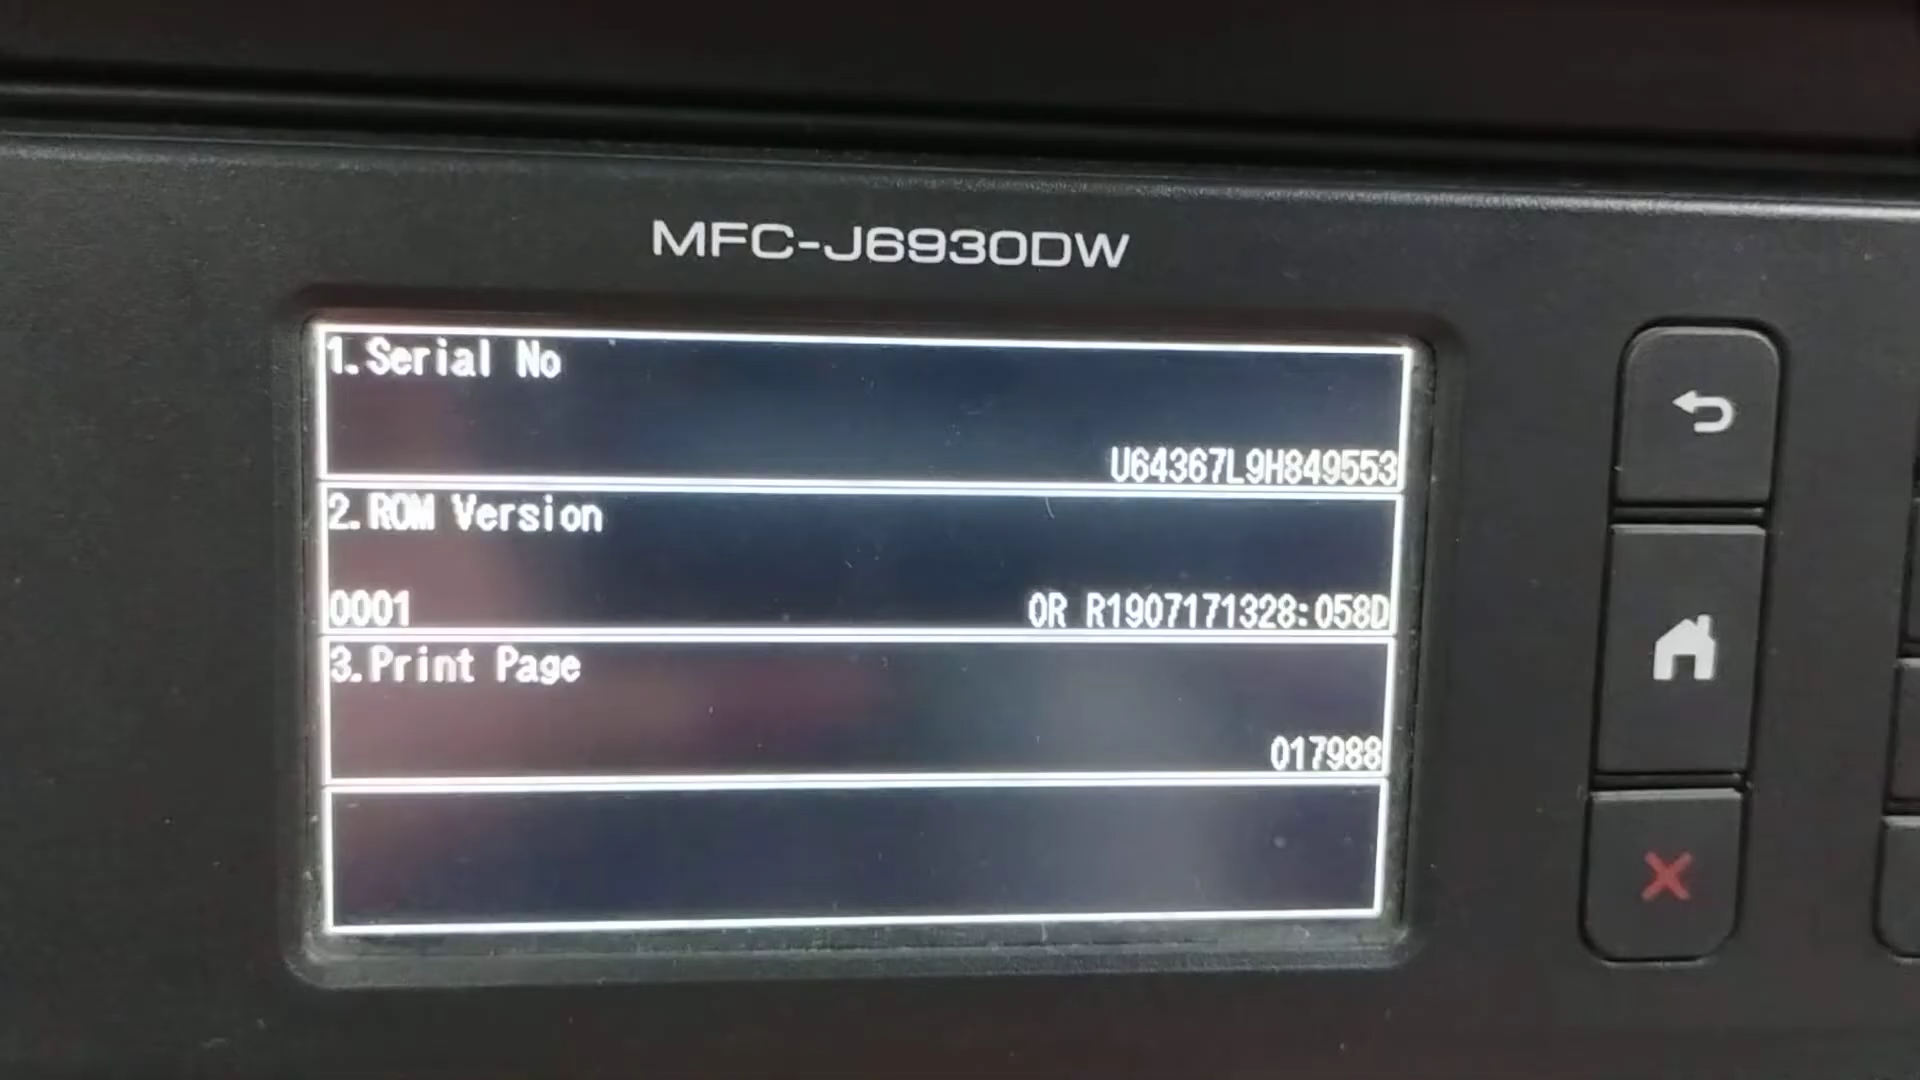 MFC-J6930DW
1.Serial No
U64367L9H849553
2.ROM Version
0001 OR R1907171328:058D
3.Print Page
017988